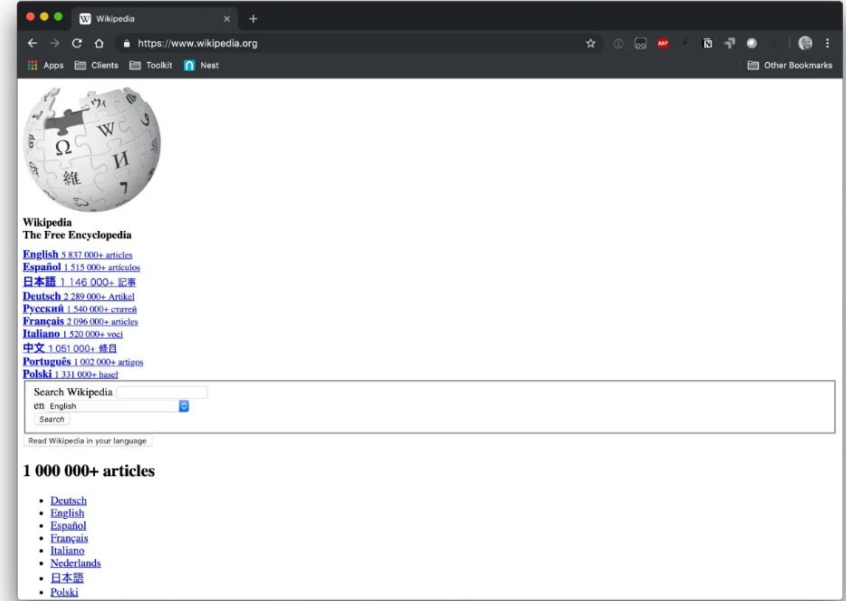 Wikipedia
https://www.wikipedia.org
ABP
Apps Clients Toolkit Nest Other Bookmarks
Ω W И 維 7
Wikipedia
The Free Encyclopedia
English 5 837 000+ articles
Español 1 515 000+ artículos
日本語 1 146 000+ 記事
Deutsch 2 289 000+ Artikel
Русский 1 540 000+ статей
Français 2 096 000+ articles
Italiano 1 520 000+ voci
中文 1 051 000+ 條目
Português 1 002 000+ artigos
Polski 1 331 000+ haseł
Search Wikipedia
en English
Search
Read Wikipedia in your language
1 000 000+ articles
Deutsch
English
Español
Français
Italiano
Nederlands
日本語
Polski